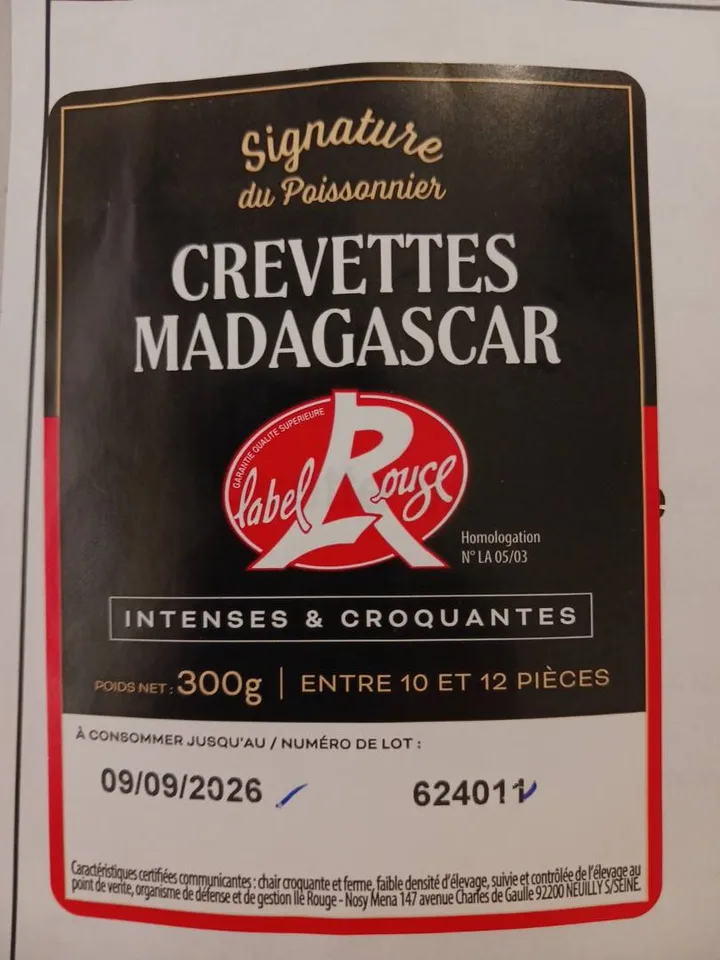 Signature
du Poissonnier
CREVETTES
MADAGASCAR
GARANTIE QUALITE SUPERIEURE
label Rouge
Homologation
N° LA 05/03
INTENSES & CROQUANTES
POIDS NET : 300g | ENTRE 10 ET 12 PIÈCES
À CONSOMMER JUSQU'AU / NUMÉRO DE LOT :
09/09/2026 624011
Caractéristiques certifiées communicantes : chair croquante et ferme, faible densité d'élevage, suivie et contrôlée de l'élevage au
point de vente, organisme de défense et de gestion Ile Rouge - Nosy Mena 147 avenue Charles de Gaulle 92200 NEUILLY S/SEINE.